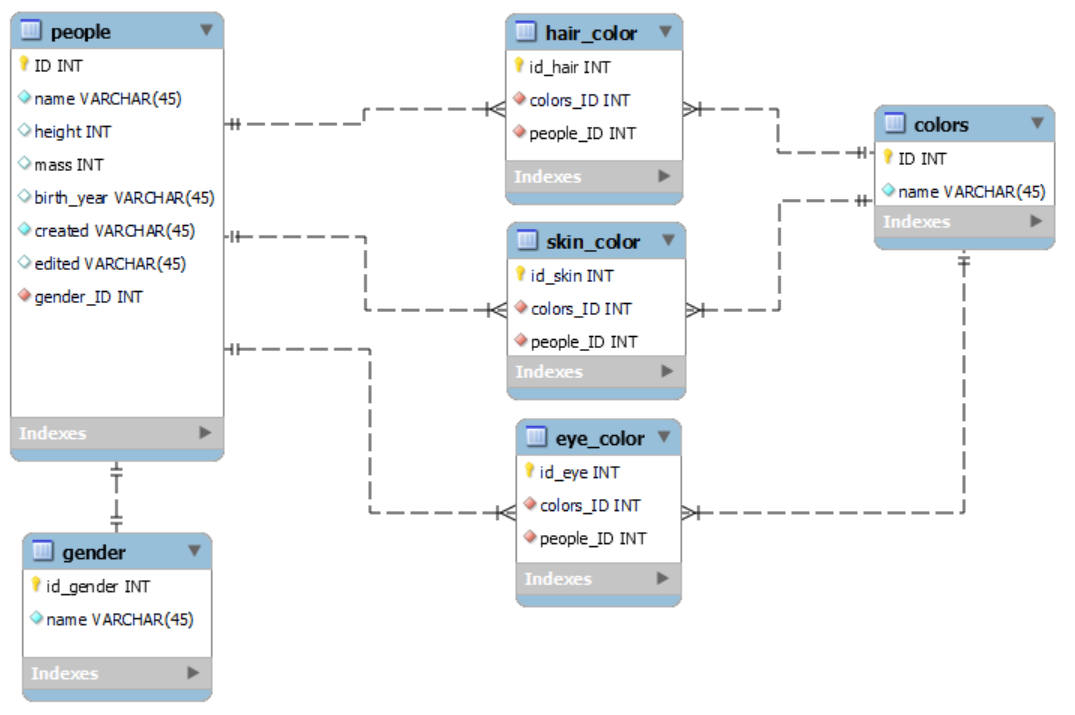 people
ID INT
name VARCHAR(45)
height INT
mass INT
birth_year VARCHAR(45)
created VARCHAR(45)
edited VARCHAR(45)
gender_ID INT
Indexes
gender
id_gender INT
name VARCHAR(45)
Indexes
hair_color
id_hair INT
colors_ID INT
people_ID INT
Indexes
skin_color
id_skin INT
colors_ID INT
people_ID INT
Indexes
eye_color
id_eye INT
colors_ID INT
people_ID INT
Indexes
colors
ID INT
name VARCHAR(45)
Indexes